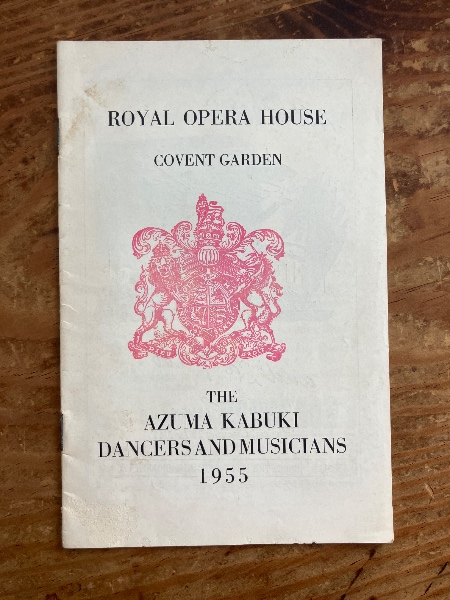 ROYAL OPERA HOUSE
COVENT GARDEN
THE
AZUMA KABUKI
DANCERS AND MUSICIANS
1955